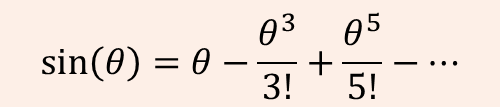 sin(θ) = θ − θ³/3! + θ⁵/5! − ⋯